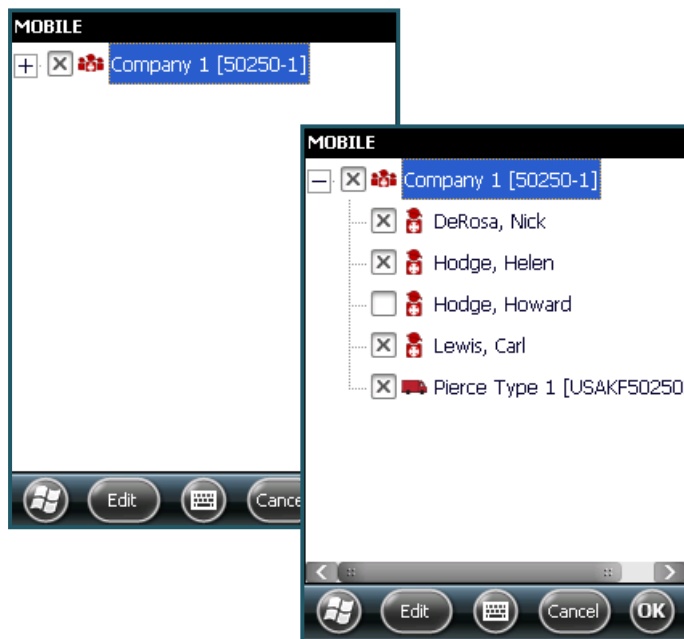 MOBILE
Company 1 [50250-1]
Edit
Cance
MOBILE
Company 1 [50250-1]
DeRosa, Nick
Hodge, Helen
Hodge, Howard
Lewis, Carl
Pierce Type 1 [USAKF50250
Edit
Cancel
OK